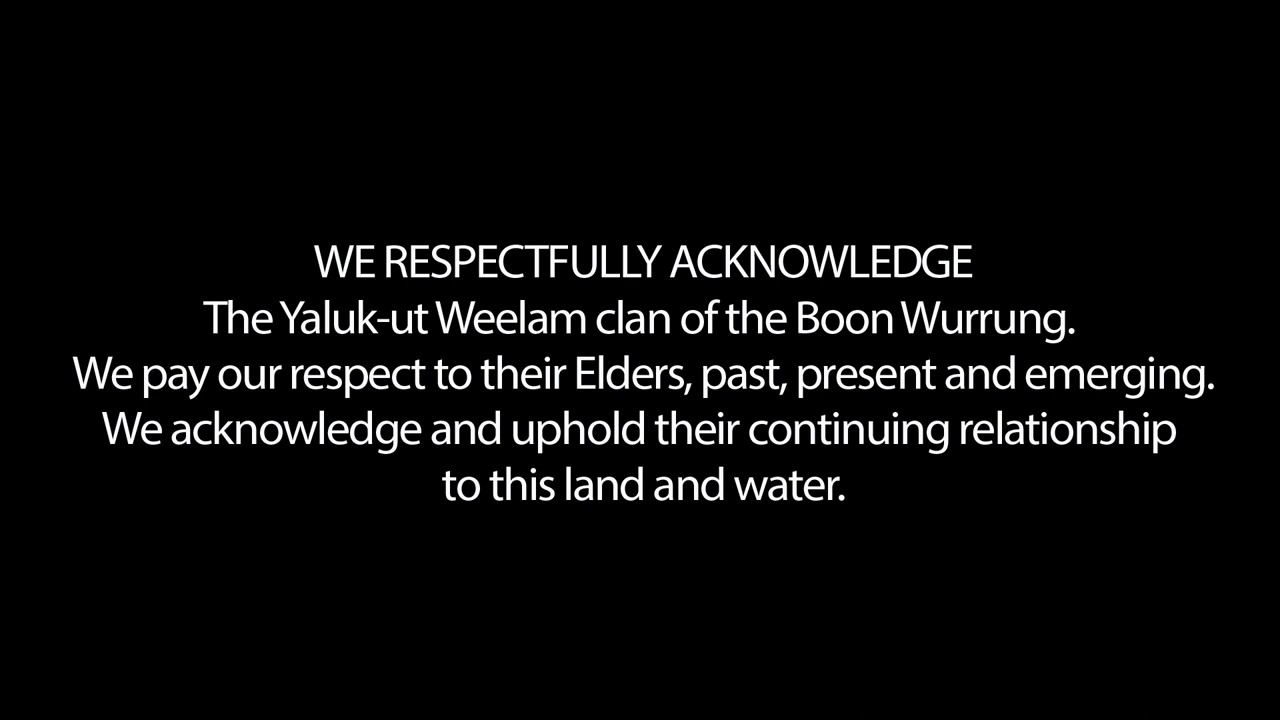 WE RESPECTFULLY ACKNOWLEDGE
The Yaluk-ut Weelam clan of the Boon Wurrung.
We pay our respect to their Elders, past, present and emerging.
We acknowledge and uphold their continuing relationship
to this land and water.